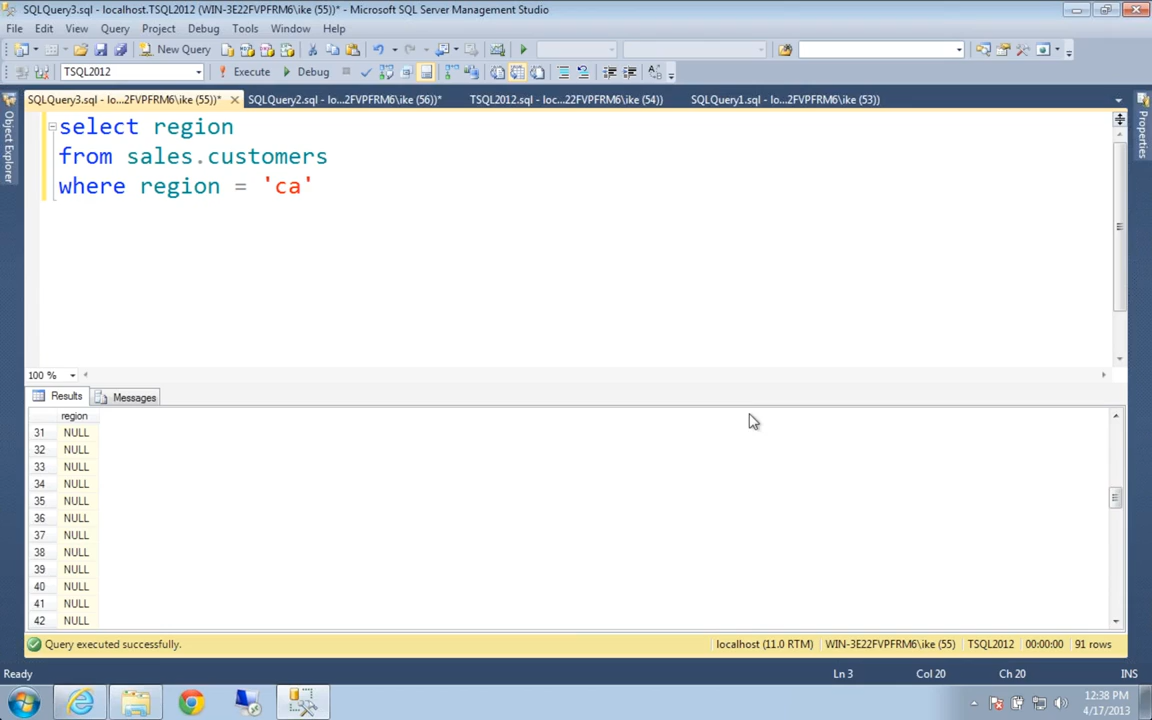 SQLQuery3.sql - localhost.TSQL2012 (WIN-3E22FVPFRM6\ike (55))* - Microsoft SQL Server Management Studio
File Edit View Query Project Debug Tools Window Help
New Query
TSQL2012 Execute Debug
SQLQuery3.sql - lo...2FVPFRM6\ike (55))* SQLQuery2.sql - lo...2FVPFRM6\ike (56))* TSQL2012.sql - loc...22FVPFRM6\ike (54)) SQLQuery1.sql - lo...2FVPFRM6\ike (53))
Object Explorer
Properties
select region
from sales.customers
where region = 'ca'
100 %
Results Messages
region
31 NULL
32 NULL
33 NULL
34 NULL
35 NULL
36 NULL
37 NULL
38 NULL
39 NULL
40 NULL
41 NULL
42 NULL
Query executed successfully. localhost (11.0 RTM) WIN-3E22FVPFRM6\ike (55) TSQL2012 00:00:00 91 rows
Ready Ln 3 Col 20 Ch 20 INS
12:38 PM
4/17/2013